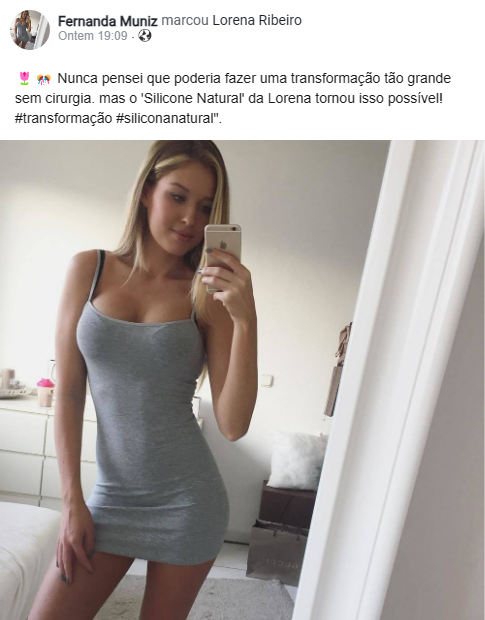 Fernanda Muniz marcou Lorena Ribeiro
Ontem 19:09 ·
🌷 🎊 Nunca pensei que poderia fazer uma transformação tão grande
sem cirurgia. mas o 'Silicone Natural' da Lorena tornou isso possível!
#transformação #siliconanatural".